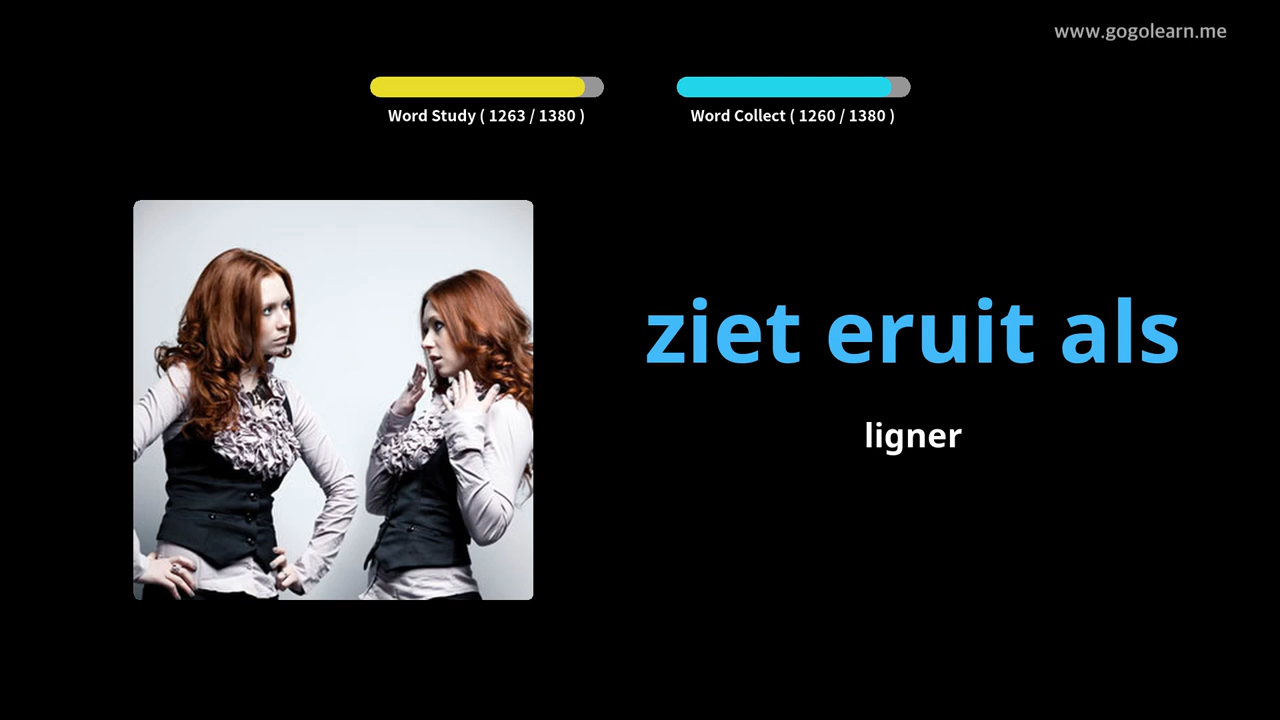 www.gogolearn.me
Word Study ( 1263 / 1380 )
Word Collect ( 1260 / 1380 )
ziet eruit als
ligner